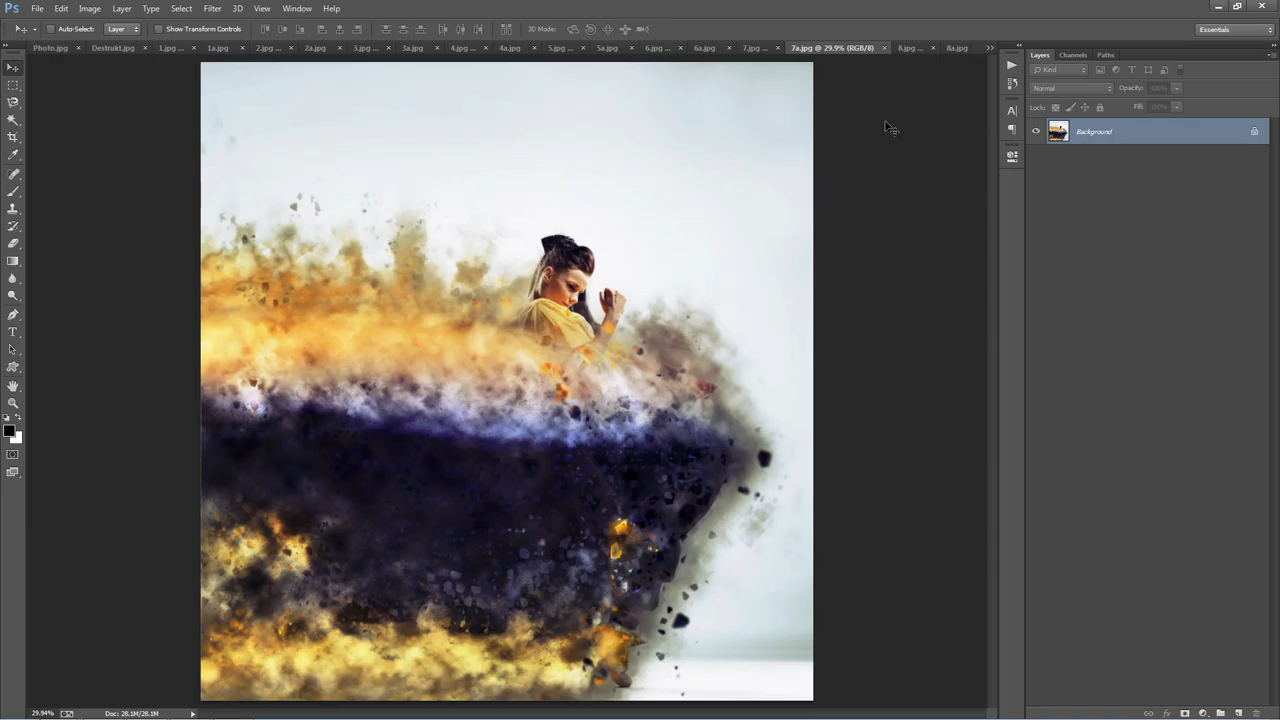 Ps File Edit Image Layer Type Select Filter 3D View Window Help
Auto-Select: Layer Show Transform Controls 3D Mode: Essentials
Photo.jpg × Destrukt.jpg × 1.jpg ... × 1a.jpg × 2.jpg ... × 2a.jpg × 3.jpg ... × 3a.jpg × 4.jpg ... × 4a.jpg × 5.jpg ... × 5a.jpg × 6.jpg ... × 6a.jpg × 7.jpg ... × 7a.jpg @ 29.9% (RGB/8) × 8.jpg ... × 8a.jpg
Layers Channels Paths
Kind
Normal Opacity: 100%
Lock: Fill: 100%
Background
29.94% Doc: 28.1M/28.1M